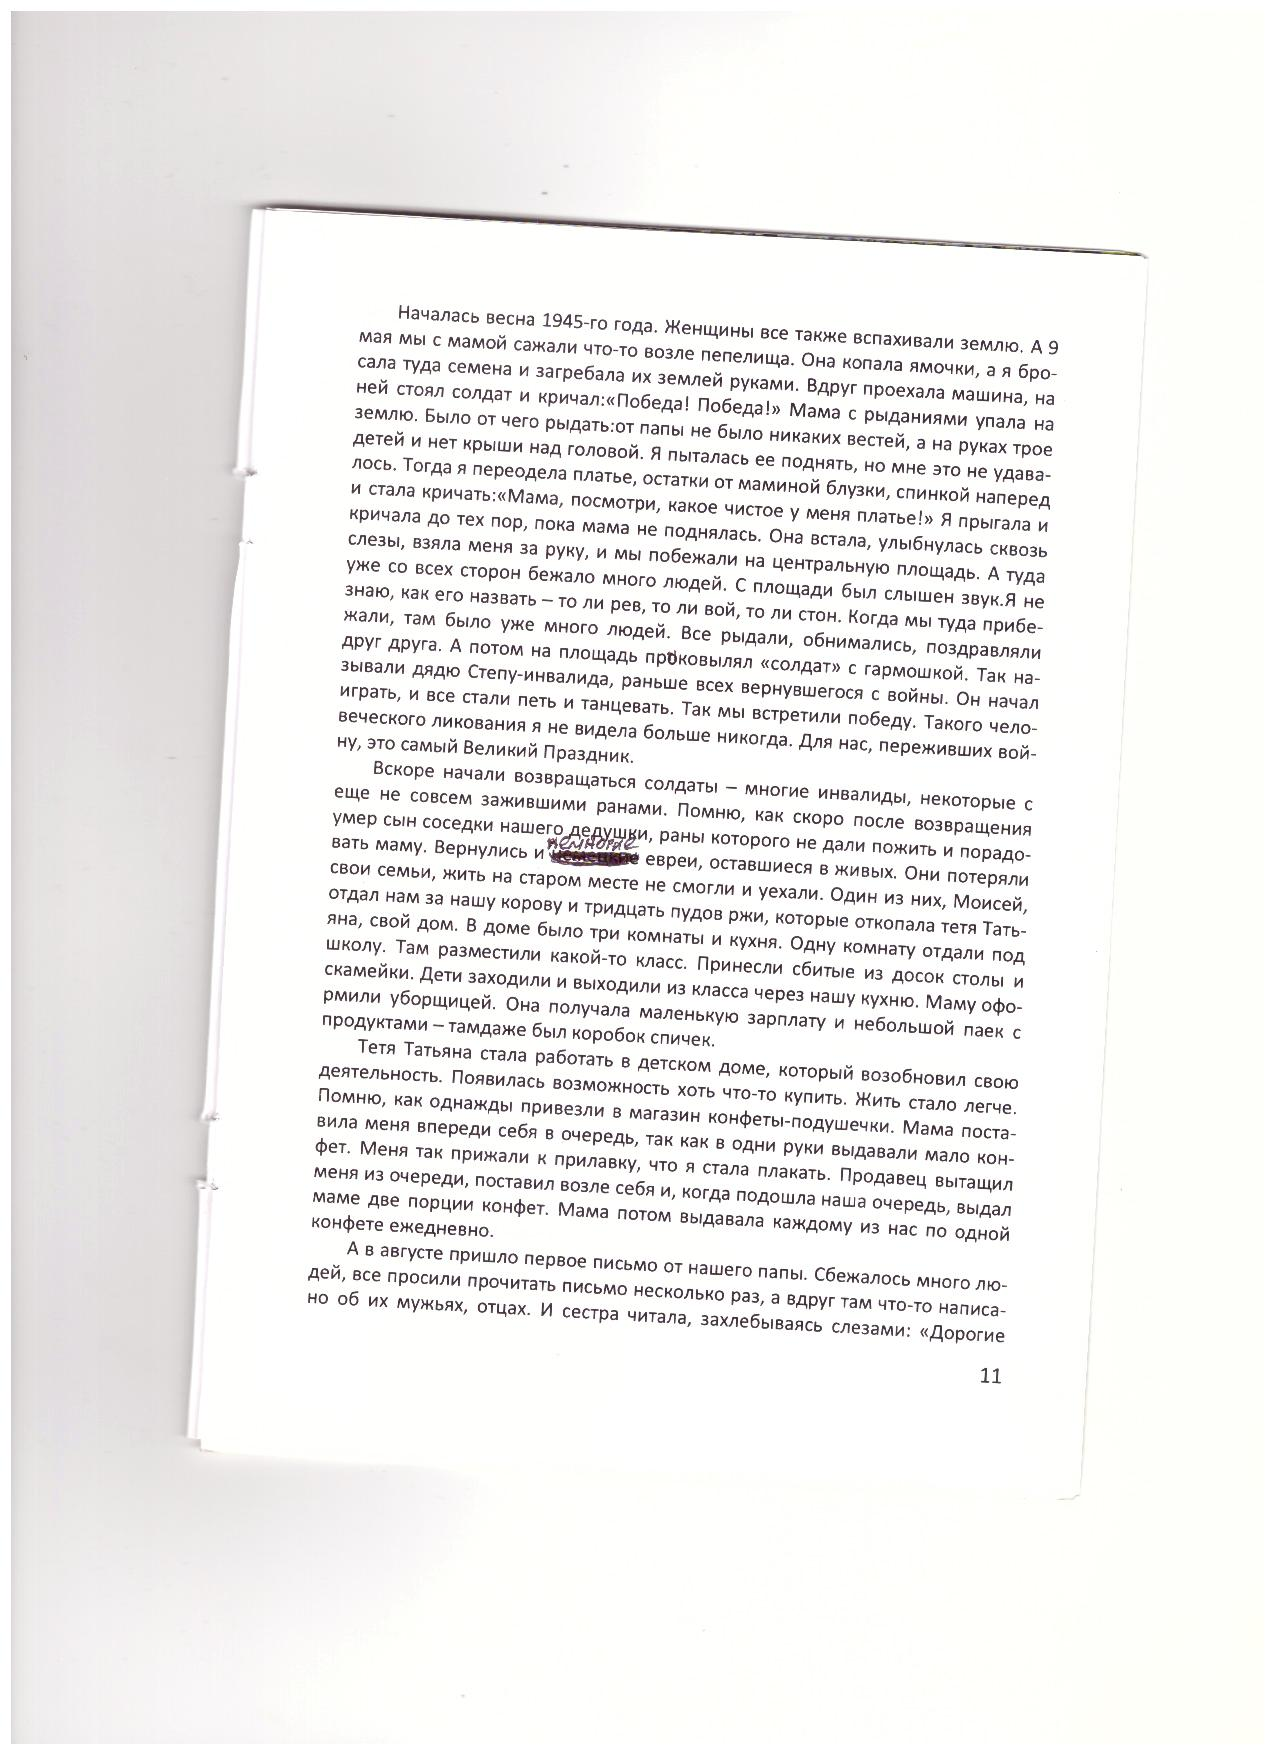 Началась весна 1945-го года. Женщины все также вспахивали землю. А 9
мая мы с мамой сажали что-то возле пепелища. Она копала ямочки, а я бро-
сала туда семена и загребала их землей руками. Вдруг проехала машина, на
ней стоял солдат и кричал:«Победа! Победа!» Мама с рыданиями упала на
землю. Было от чего рыдать:от папы не было никаких вестей, а на руках трое
детей и нет крыши над головой. Я пыталась ее поднять, но мне это не удава-
лось. Тогда я переодела платье, остатки от маминой блузки, спинкой наперед
и стала кричать:«Мама, посмотри, какое чистое у меня платье!» Я прыгала и
кричала до тех пор, пока мама не поднялась. Она встала, улыбнулась сквозь
слезы, взяла меня за руку, и мы побежали на центральную площадь. А туда
уже со всех сторон бежало много людей. С площади был слышен звук.Я не
знаю, как его назвать – то ли рев, то ли вой, то ли стон. Когда мы туда прибе-
жали, там было уже много людей. Все рыдали, обнимались, поздравляли
друг друга. А потом на площадь проковылял «солдат» с гармошкой. Так на-
зывали дядю Степу-инвалида, раньше всех вернувшегося с войны. Он начал
играть, и все стали петь и танцевать. Так мы встретили победу. Такого чело-
веческого ликования я не видела больше никогда. Для нас, переживших вой-
ну, это самый Великий Праздник.
Вскоре начали возвращаться солдаты – многие инвалиды, некоторые с
еще не совсем зажившими ранами. Помню, как скоро после возвращения
умер сын соседки нашего дедушки, раны которого не дали пожить и порадо-
немногие
вать маму. Вернулись и немецкие евреи, оставшиеся в живых. Они потеряли
свои семьи, жить на старом месте не смогли и уехали. Один из них, Моисей,
отдал нам за нашу корову и тридцать пудов ржи, которые откопала тетя Тать-
яна, свой дом. В доме было три комнаты и кухня. Одну комнату отдали под
школу. Там разместили какой-то класс. Принесли сбитые из досок столы и
скамейки. Дети заходили и выходили из класса через нашу кухню. Маму офо-
рмили уборщицей. Она получала маленькую зарплату и небольшой паек с
продуктами – тамдаже был коробок спичек.
Тетя Татьяна стала работать в детском доме, который возобновил свою
деятельность. Появилась возможность хоть что-то купить. Жить стало легче.
Помню, как однажды привезли в магазин конфеты-подушечки. Мама поста-
вила меня впереди себя в очередь, так как в одни руки выдавали мало кон-
фет. Меня так прижали к прилавку, что я стала плакать. Продавец вытащил
меня из очереди, поставил возле себя и, когда подошла наша очередь, выдал
маме две порции конфет. Мама потом выдавала каждому из нас по одной
конфете ежедневно.
А в августе пришло первое письмо от нашего папы. Сбежалось много лю-
дей, все просили прочитать письмо несколько раз, а вдруг там что-то написа-
но об их мужьях, отцах. И сестра читала, захлебываясь слезами: «Дорогие
11